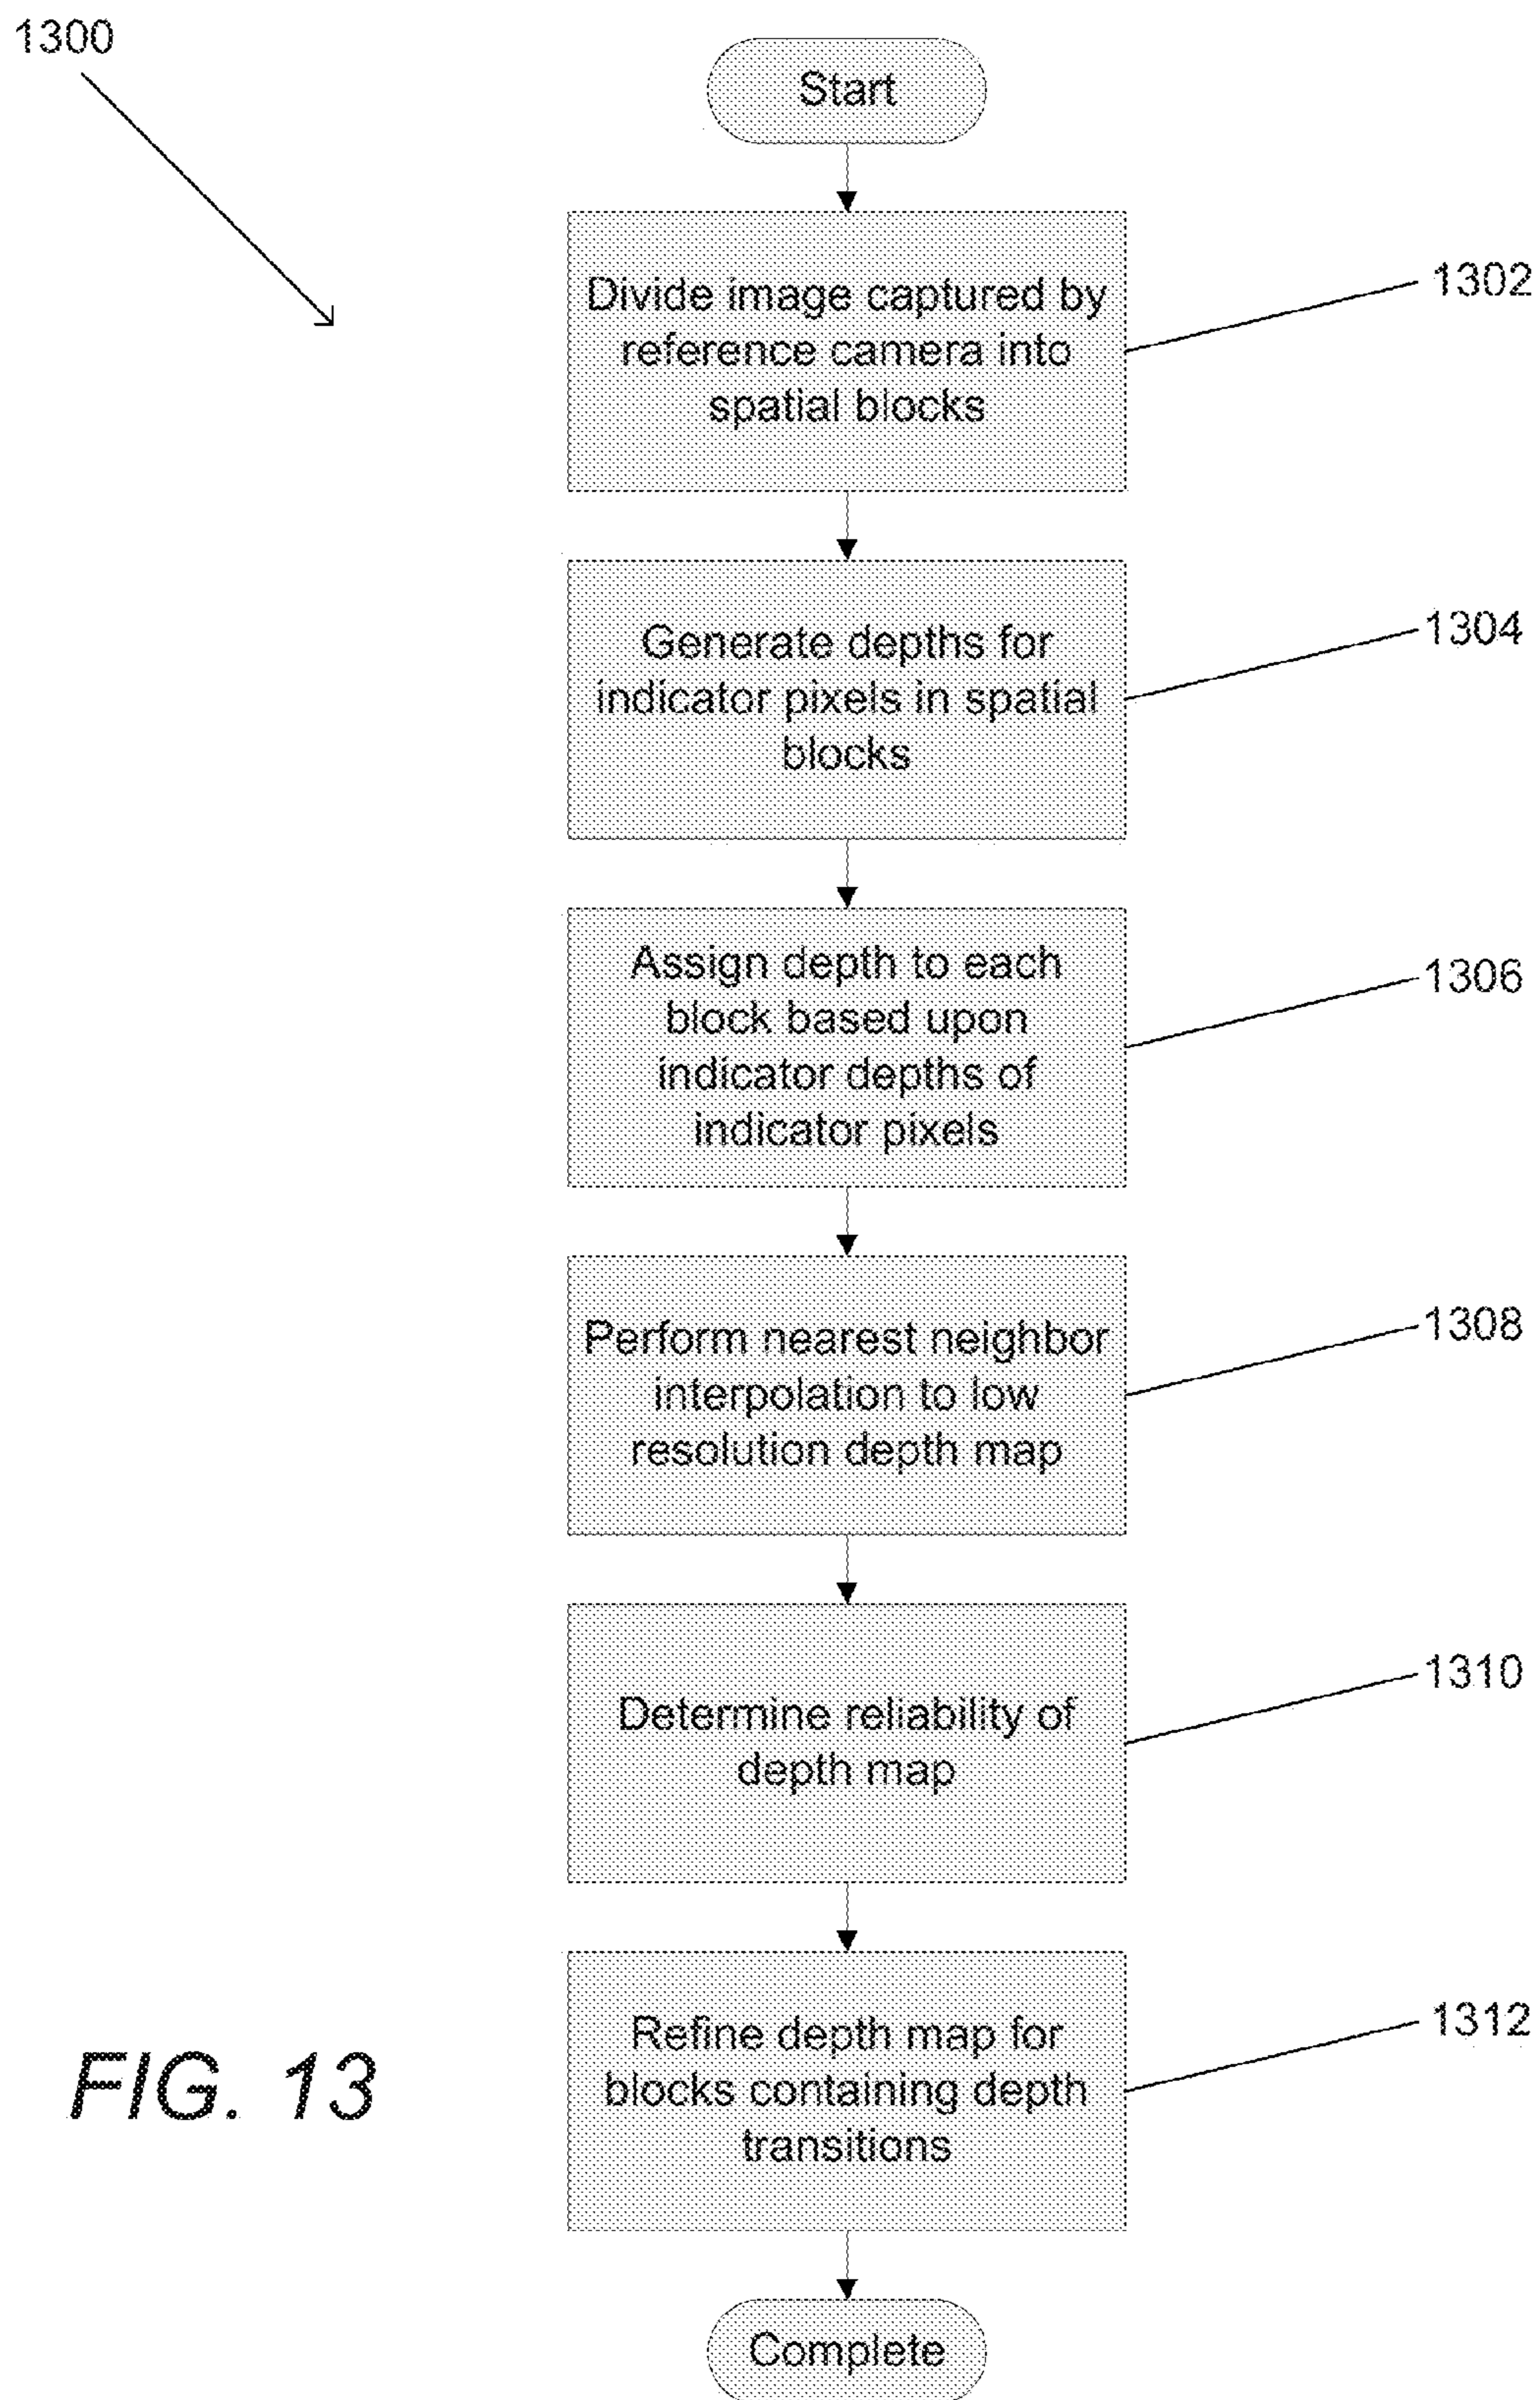 1300
Start
Divide image captured by
reference camera into
spatial blocks
1302
Generate depths for
indicator pixels in spatial
blocks
1304
Assign depth to each
block based upon
indicator depths of
indicator pixels
1306
Perform nearest neighbor
interpolation to low
resolution depth map
1308
Determine reliability of
depth map
1310
Refine depth map for
blocks containing depth
transitions
1312
FIG. 13
Complete